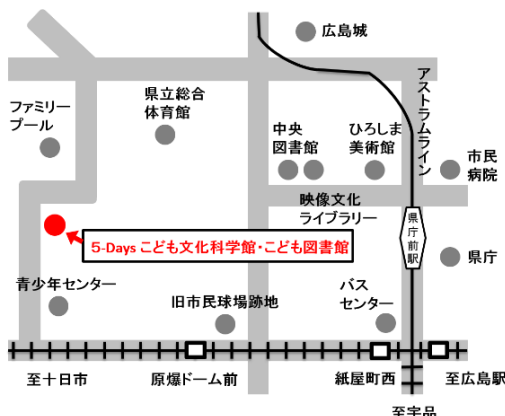 広島城
アストラムライン
ファミリー
プール
県立総合
体育館
中央
図書館
ひろしま
美術館
市民
病院
映像文化
ライブラリー
県庁前駅
5-Days こども文化科学館・こども図書館
県庁
青少年センター
旧市民球場跡地
バス
センター
至十日市
原爆ドーム前
紙屋町西
至広島駅
至宇品